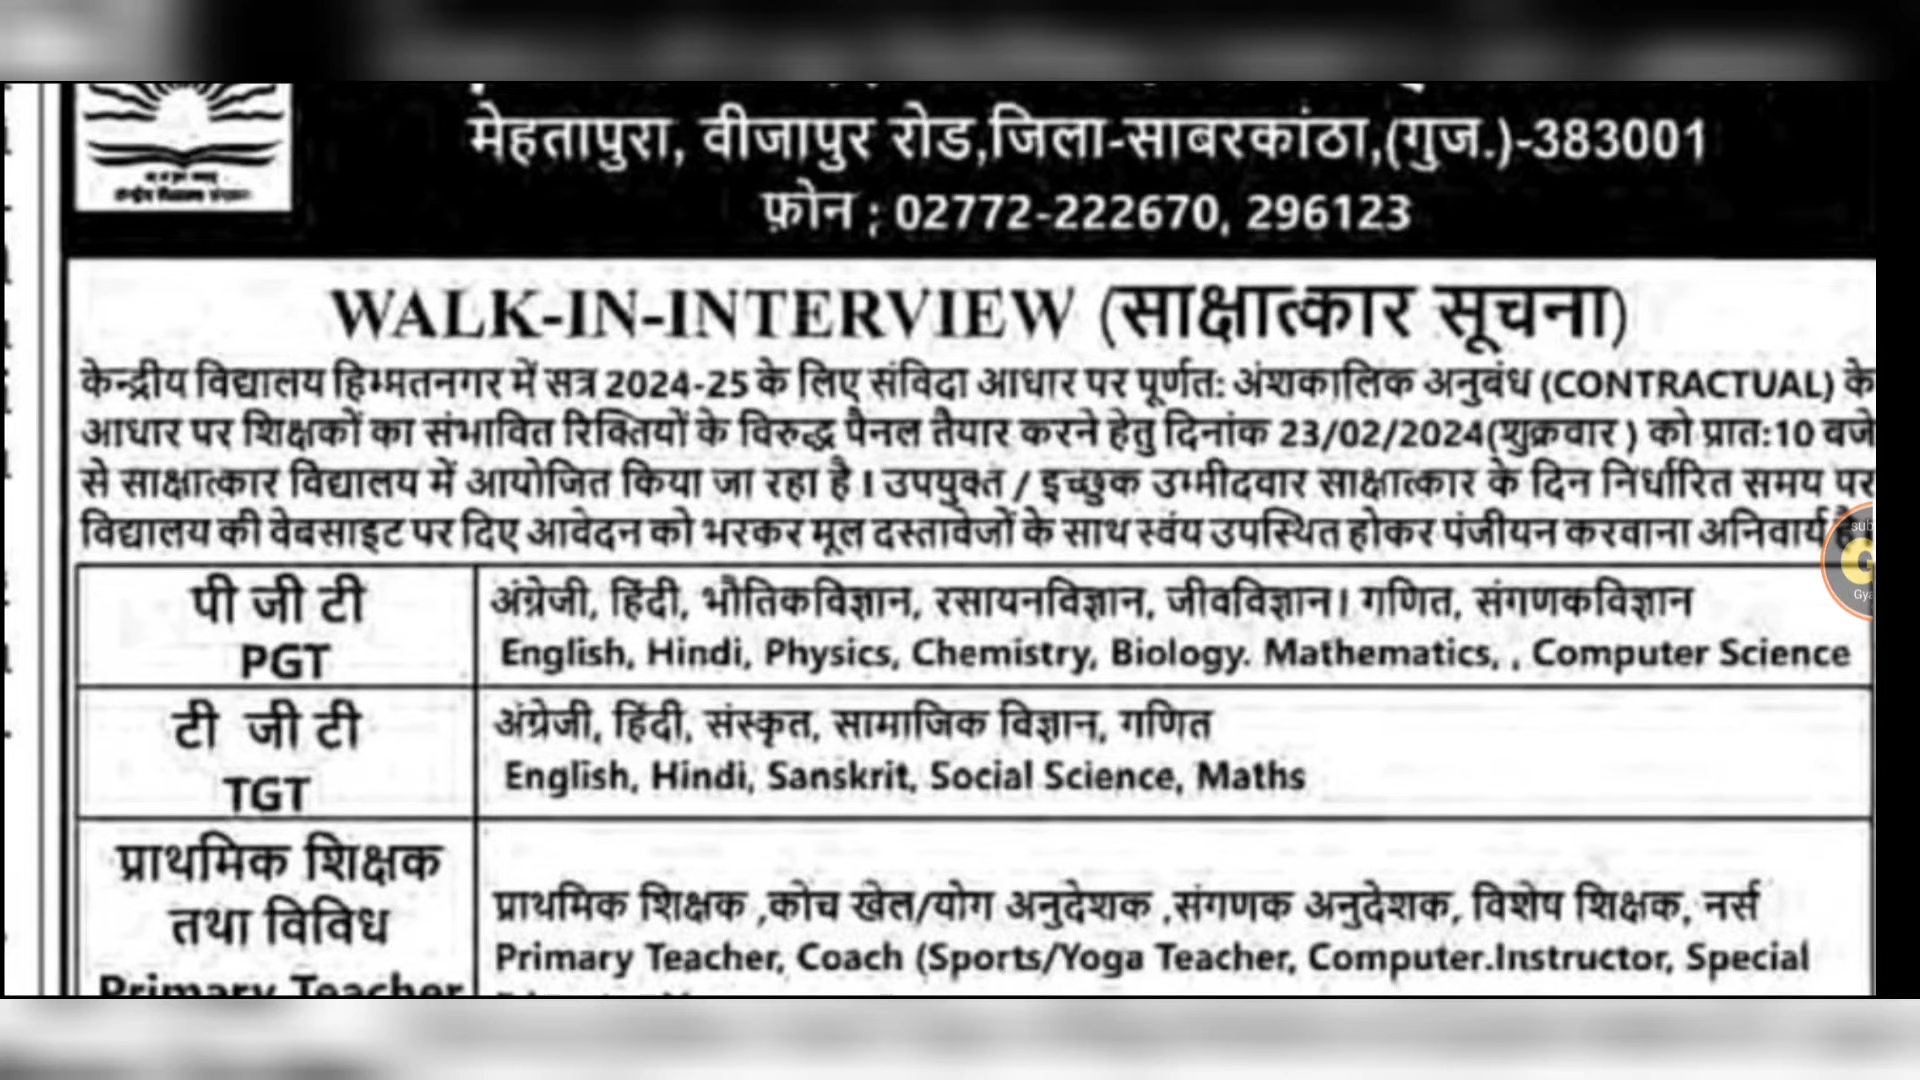 मेहतापुरा, वीजापुर रोड,जिला-साबरकांठा,(गुज.)-383001
फ़ोन ; 02772-222670, 296123
WALK-IN-INTERVIEW (साक्षात्कार सूचना)
केन्द्रीय विद्यालय हिम्मतनगर में सत्र 2024-25 के लिए संविदा आधार पर पूर्णत: अंशकालिक अनुबंध (CONTRACTUAL) के
आधार पर शिक्षकों का संभावित रिक्तियों के विरुद्ध पैनल तैयार करने हेतु दिनांक 23/02/2024(शुक्रवार ) को प्रात:10 बजे
से साक्षात्कार विद्यालय में आयोजित किया जा रहा है । उपयुक्त / इच्छुक उम्मीदवार साक्षात्कार के दिन निर्धारित समय पर
विद्यालय की वेबसाइट पर दिए आवेदन को भरकर मूल दस्तावेजों के साथ स्वंय उपस्थित होकर पंजीयन करवाना अनिवार्य है
sub
G
Gya
पी जी टी
PGT
अंग्रेजी, हिंदी, भौतिकविज्ञान, रसायनविज्ञान, जीवविज्ञान। गणित, संगणकविज्ञान
English, Hindi, Physics, Chemistry, Biology. Mathematics, , Computer Science
टी जी टी
TGT
अंग्रेजी, हिंदी, संस्कृत, सामाजिक विज्ञान, गणित
English, Hindi, Sanskrit, Social Science, Maths
प्राथमिक शिक्षक
तथा विविध
Primary Teacher
प्राथमिक शिक्षक ,कोच खेल/योग अनुदेशक ,संगणक अनुदेशक, विशेष शिक्षक, नर्स
Primary Teacher, Coach (Sports/Yoga Teacher, Computer.Instructor, Special